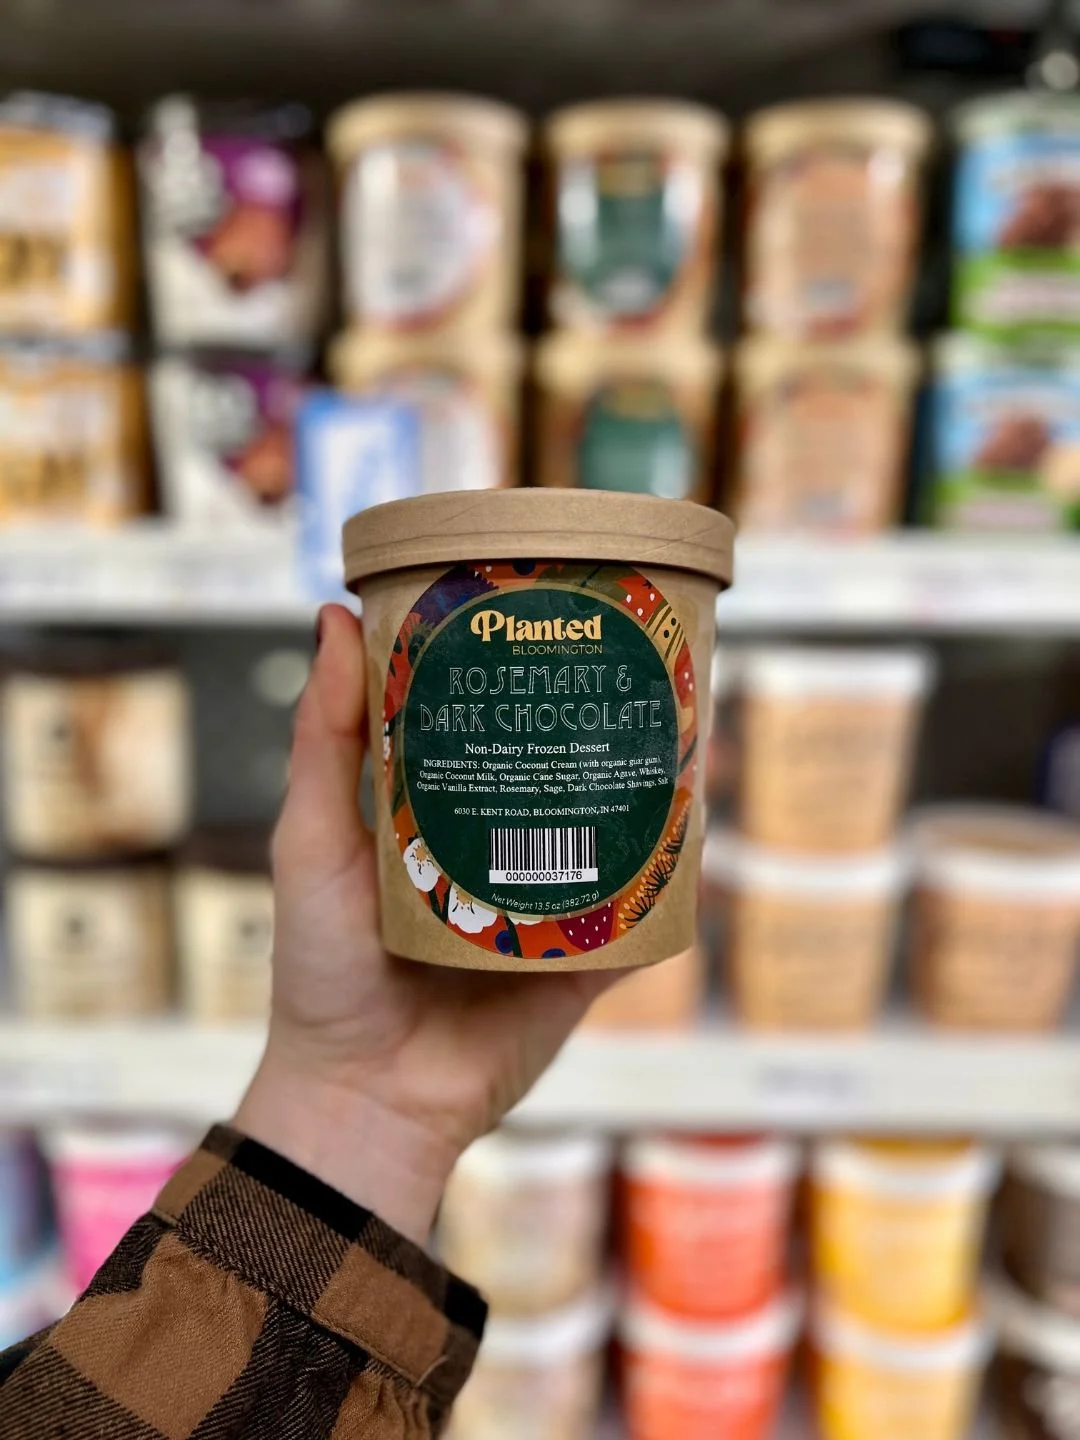 Planted
BLOOMINGTON
ROSEMARY &
DARK CHOCOLATE
Non-Dairy Frozen Dessert
INGREDIENTS: Organic Coconut Cream (with organic guar gum),
Organic Coconut Milk, Organic Cane Sugar, Organic Agave, Whiskey,
Organic Vanilla Extract, Rosemary, Sage, Dark Chocolate Shavings, Salt
6030 E. KENT ROAD, BLOOMINGTON, IN 47401
000000037176
Net Weight 13.5 oz (382.72 g)